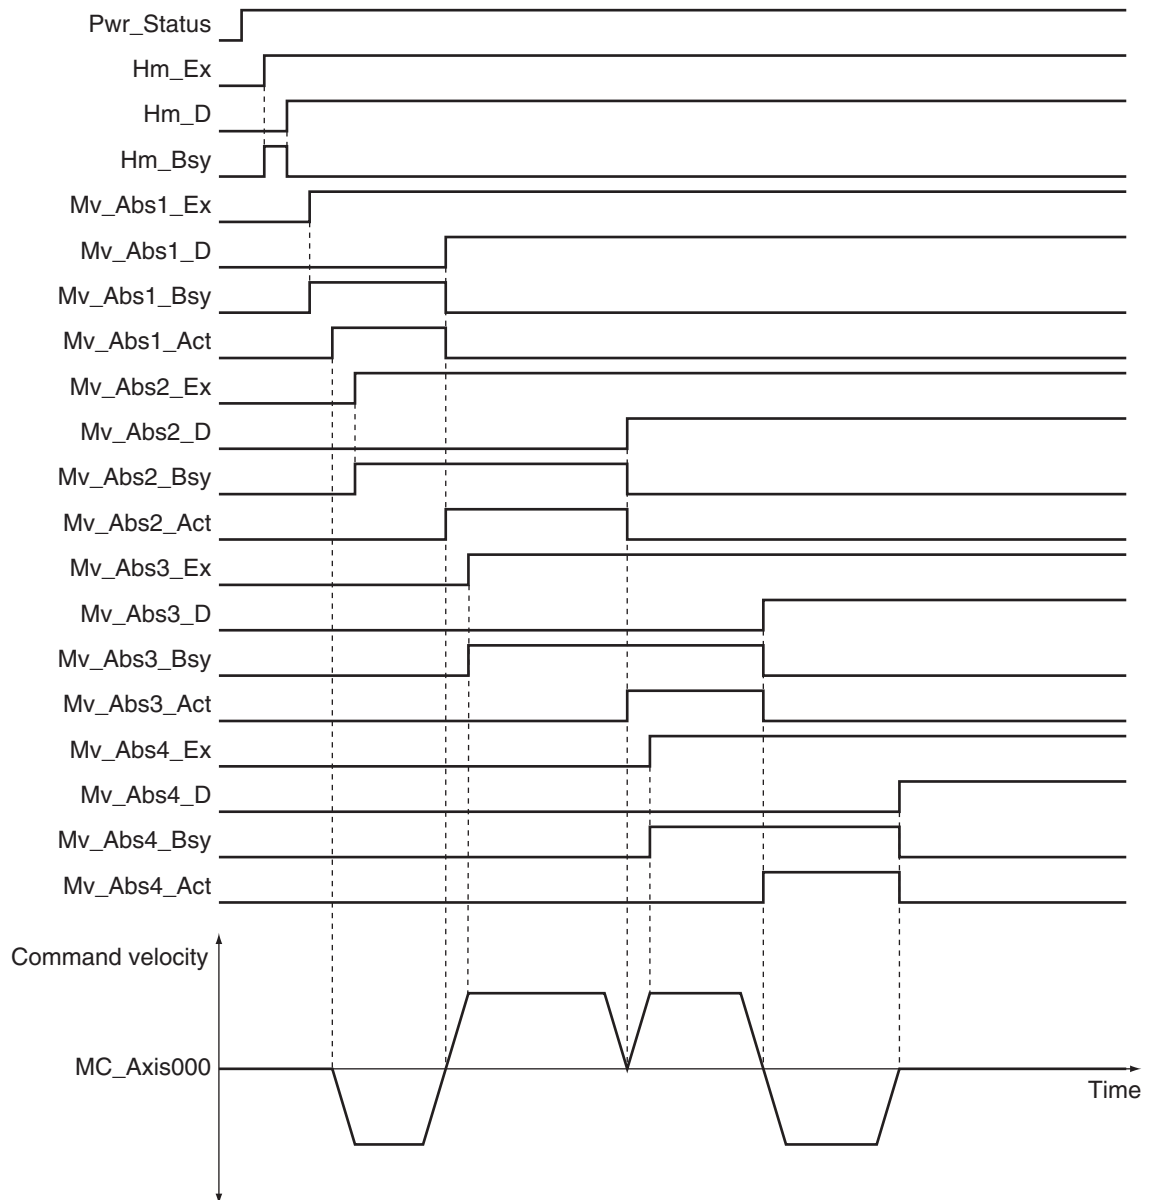 Pwr_Status
Hm_Ex
Hm_D
Hm_Bsy
Mv_Abs1_Ex
Mv_Abs1_D
Mv_Abs1_Bsy
Mv_Abs1_Act
Mv_Abs2_Ex
Mv_Abs2_D
Mv_Abs2_Bsy
Mv_Abs2_Act
Mv_Abs3_Ex
Mv_Abs3_D
Mv_Abs3_Bsy
Mv_Abs3_Act
Mv_Abs4_Ex
Mv_Abs4_D
Mv_Abs4_Bsy
Mv_Abs4_Act
Command velocity
MC_Axis000
Time